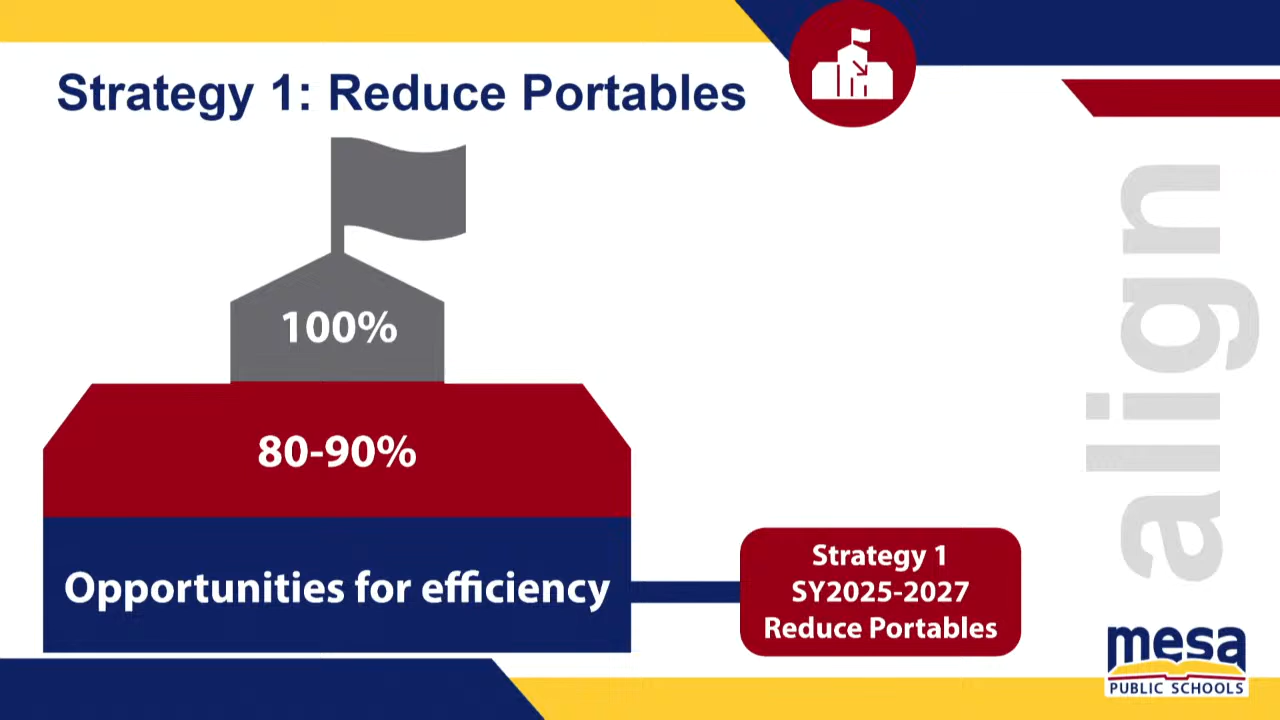 Strategy 1: Reduce Portables
100%
80-90%
Opportunities for efficiency
Strategy 1
SY2025-2027
Reduce Portables
align
mesa
PUBLIC SCHOOLS